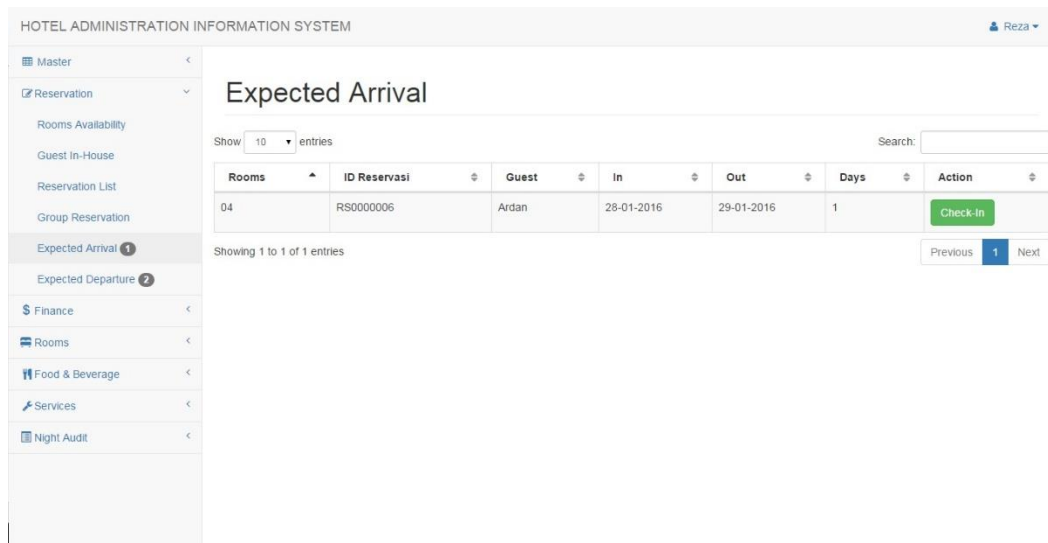 HOTEL ADMINISTRATION INFORMATION SYSTEM
Reza
Master
Reservation
Rooms Availability
Guest In-House
Reservation List
Group Reservation
Expected Arrival 1
Expected Departure 2
$ Finance
Rooms
Food & Beverage
Services
Night Audit
Expected Arrival
Show 10 entries
Search:
Rooms ID Reservasi Guest In Out Days Action
04 RS0000006 Ardan 28-01-2016 29-01-2016 1 Check-In
Showing 1 to 1 of 1 entries
Previous 1 Next